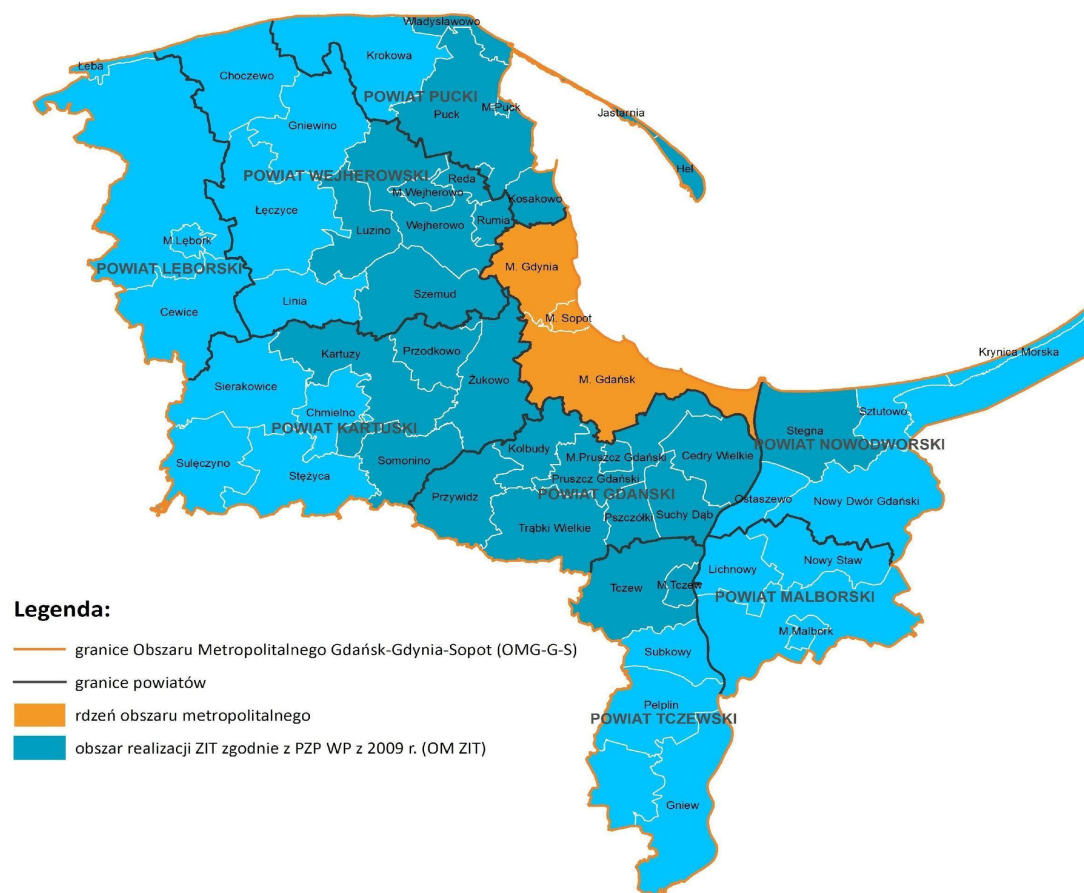 Władysławowo
Krokowa
Łeba
Choczewo
POWIAT PUCKI
M.Puck
Puck
Jastarnia
Gniewino
Hel
POWIAT WEJHEROWSKI
Reda
M.Wejherowo
Łęczyce
Kosakowo
Rumia
Wejherowo
Luzino
M.Lębork
POWIAT LĘBORSKI
M. Gdynia
Szemud
Linia
Cewice
M. Sopot
Kartuzy
Przodkowo
Krynica Morska
Żukowo
M. Gdańsk
Sierakowice
Chmielno
Sztutowo
POWIAT KARTUSKI
Stegna
POWIAT NOWODWORSKI
Kolbudy
M.Pruszcz Gdański
Cedry Wielkie
Somonino
Sulęczyno
Stężyca
Pruszcz Gdański
POWIAT GDAŃSKI
Przywidz
Ostaszewo
Nowy Dwór Gdański
Suchy Dąb
Pszczółki
Trąbki Wielkie
Nowy Staw
Lichnowy
Tczew
M.Tczew
POWIAT MALBORSKI
M.Malbork
Subkowy
Pelplin
POWIAT TCZEWSKI
Gniew
Legenda:
granice Obszaru Metropolitalnego Gdańsk-Gdynia-Sopot (OMG-G-S)
granice powiatów
rdzeń obszaru metropolitalnego
obszar realizacji ZIT zgodnie z PZP WP z 2009 r. (OM ZIT)